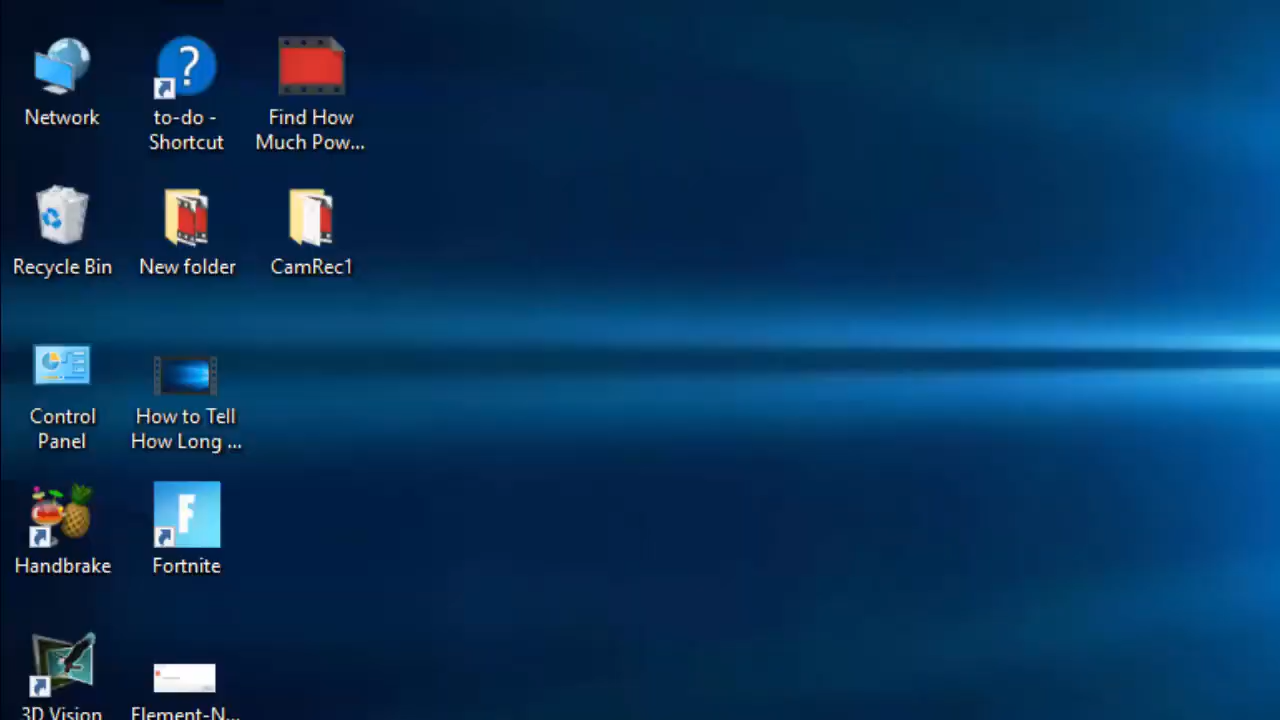 Network
to-do -
Shortcut
Find How
Much Pow...
Recycle Bin
New folder
CamRec1
Control
Panel
How to Tell
How Long ...
Handbrake
Fortnite
3D Vision
Element-N...